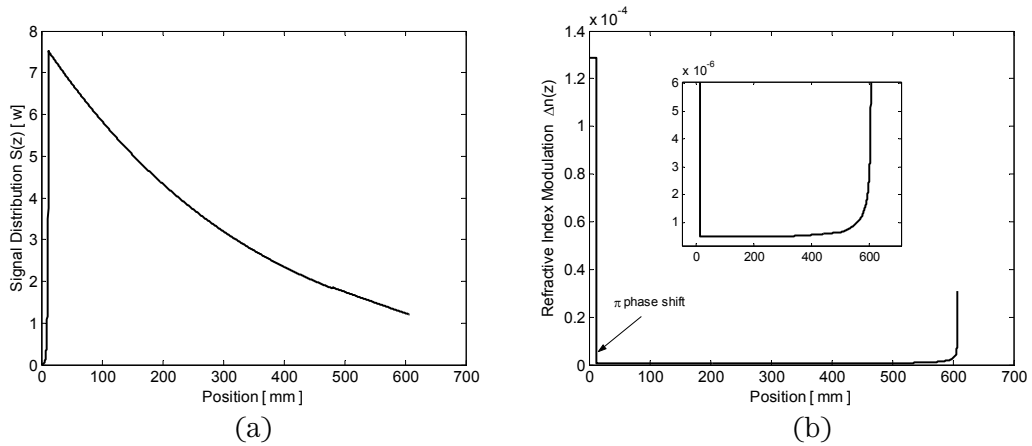 8
7
6
5
4
3
2
1
0
Signal Distribution S(z) [ w]
0 100 200 300 400 500 600 700
Position [ mm ]
(a)
x 10⁻⁴
1.4
1.2
1
0.8
0.6
0.4
0.2
0
Refractive Index Modulation Δn(z)
x 10⁻⁶
6
5
4
3
2
1
0 200 400 600
π phase shift
0 100 200 300 400 500 600 700
Position [ mm ]
(b)